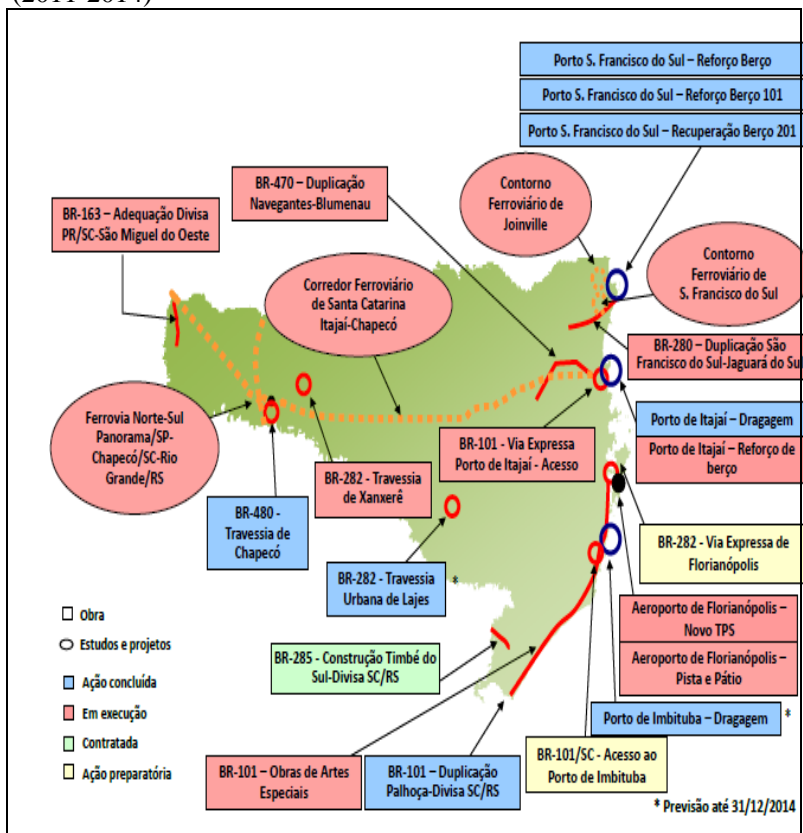 (2011-2014)
Porto S. Francisco do Sul – Reforço Berço
Porto S. Francisco do Sul – Reforço Berço 101
Porto S. Francisco do Sul – Recuperação Berço 201
BR-470 – Duplicação
Navegantes-Blumenau
Contorno
Ferroviário de
Joinville
BR-163 – Adequação Divisa
PR/SC-São Miguel do Oeste
Corredor Ferroviário
de Santa Catarina
Itajaí-Chapecó
Contorno
Ferroviário de
S. Francisco do Sul
BR-280 – Duplicação São
Francisco do Sul-Jaguará do Sul
Ferrovia Norte-Sul
Panorama/SP-
Chapecó/SC-Rio
Grande/RS
BR-101 - Via Expressa
Porto de Itajaí - Acesso
Porto de Itajaí – Dragagem
Porto de Itajaí – Reforço de
berço
BR-282 - Travessia
de Xanxerê
BR-480 -
Travessia de
Chapecó
BR-282 - Via Expressa de
Florianópolis
BR-282 - Travessia
Urbana de Lajes *
Aeroporto de Florianópolis –
Novo TPS
Aeroporto de Florianópolis –
Pista e Pátio
Obra
Estudos e projetos
BR-285 - Construção Timbé do
Sul-Divisa SC/RS
Ação concluída
Em execução
Contratada
Ação preparatória
Porto de Imbituba – Dragagem *
BR-101/SC - Acesso ao
Porto de Imbituba
BR-101 – Obras de Artes
Especiais
BR-101 – Duplicação
Palhoça-Divisa SC/RS
* Previsão até 31/12/2014